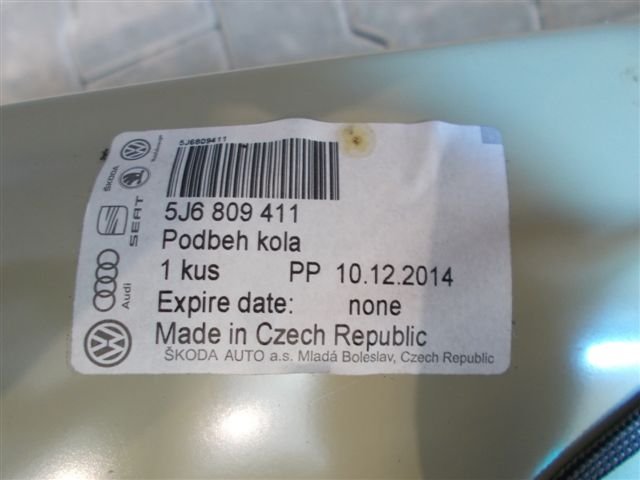 5J6809411
5J6 809 411
Podbeh kola
1 kus PP 10.12.2014
Expire date: none
Made in Czech Republic
ŠKODA AUTO a.s. Mladá Boleslav, Czech Republic
ŠKODA
SEAT
Audi